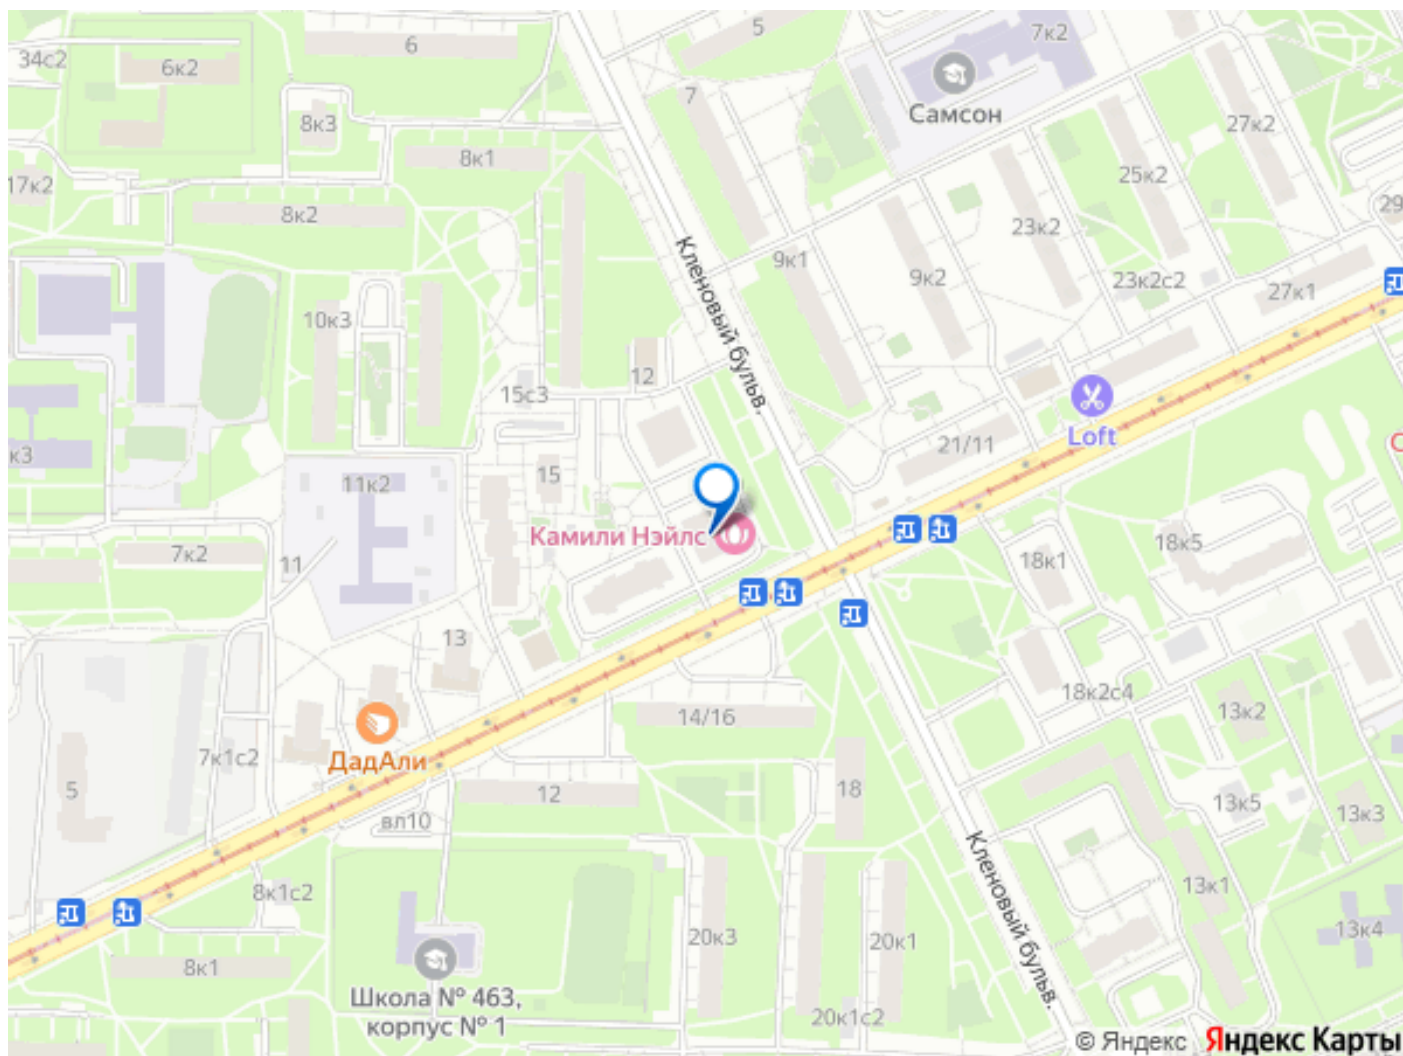 5
7к2
34с2
6
6к2
Самсон
7
8к3
27к2
8к1
25к2
17к2
8к2
29
23к2
Кленовый бульв.
9к1
9к2
23к2с2
27к1
10к3
12
15с3
Loft
21/11
С
к3
15
11к2
Камили Нэйлс
7к2
11
18к1
18к5
13
18к2с4
13к2
14/16
7к1с2
ДадАли
5
12
18
13к5
13к3
вл10
Кленовый бульв.
8к1с2
13к1
20к3
20к1
13к4
8к1
Школа № 463,
корпус № 1
20к1с2
© Яндекс Яндекс Карты